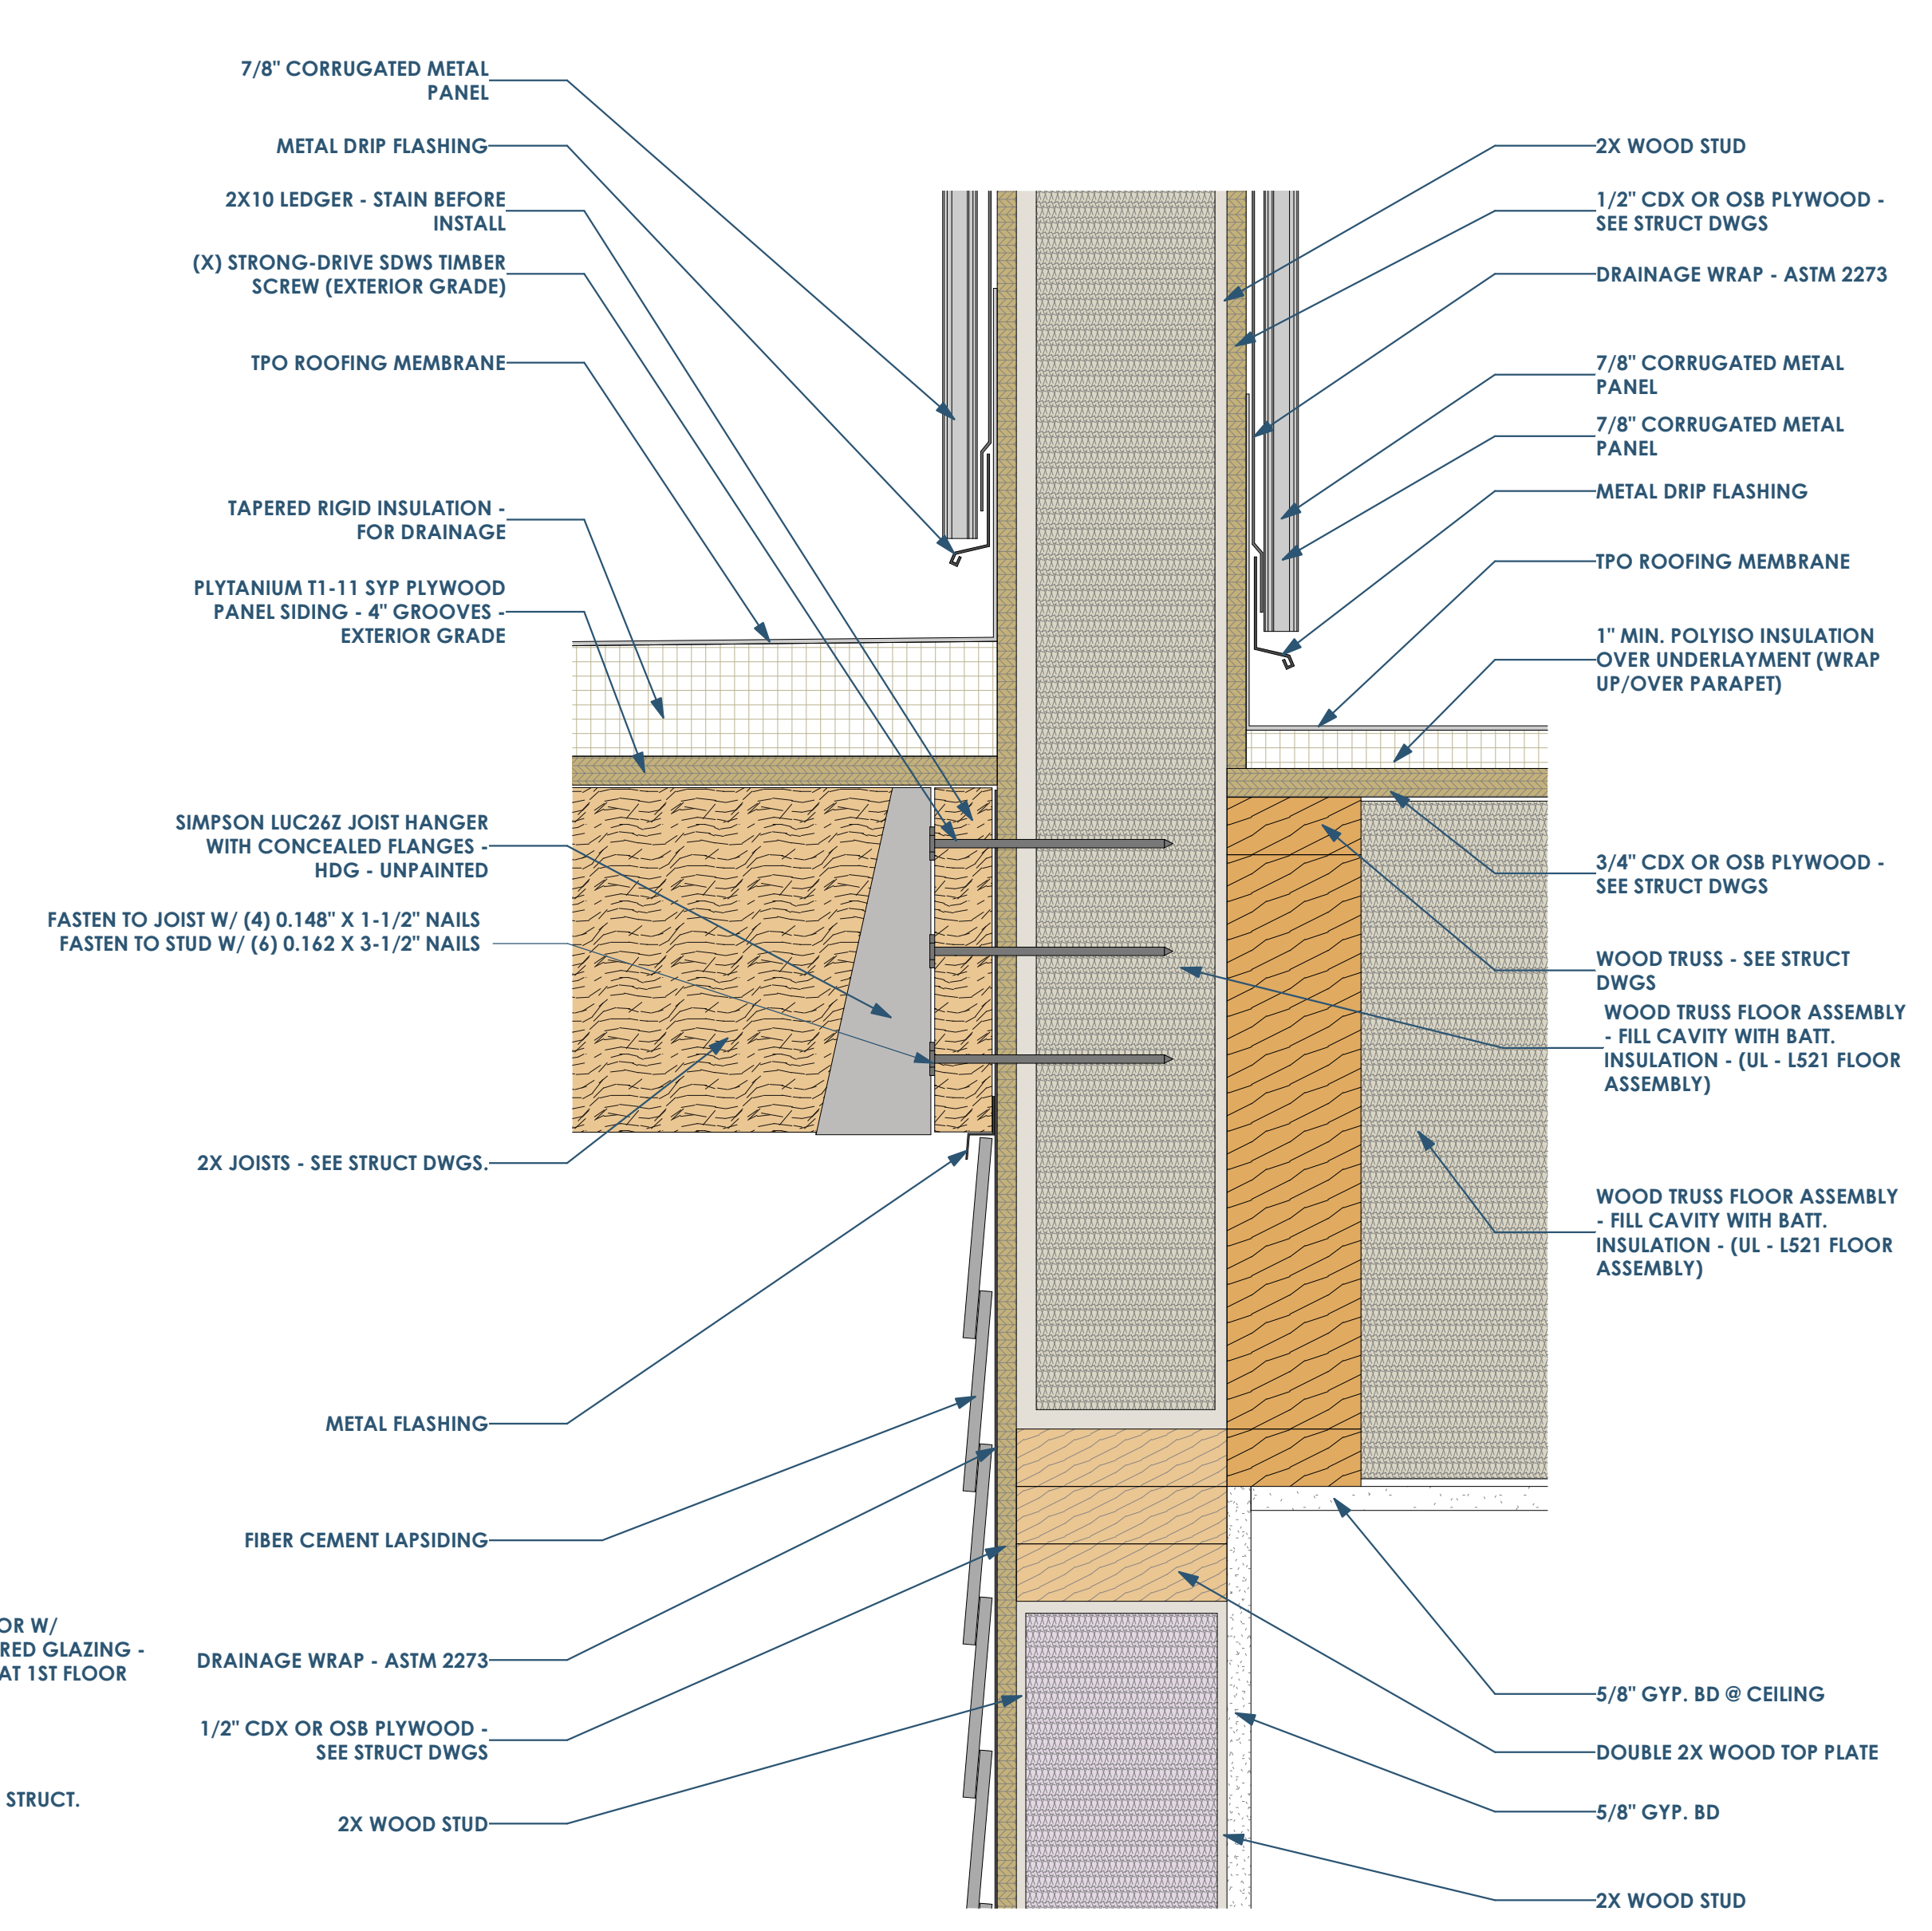 7/8" CORRUGATED METAL
PANEL
METAL DRIP FLASHING
2X10 LEDGER - STAIN BEFORE
INSTALL
(X) STRONG-DRIVE SDWS TIMBER
SCREW (EXTERIOR GRADE)
TPO ROOFING MEMBRANE
TAPERED RIGID INSULATION -
FOR DRAINAGE
PLYTANIUM T1-11 SYP PLYWOOD
PANEL SIDING - 4" GROOVES -
EXTERIOR GRADE
SIMPSON LUC26Z JOIST HANGER
WITH CONCEALED FLANGES -
HDG - UNPAINTED
FASTEN TO JOIST W/ (4) 0.148" X 1-1/2" NAILS
FASTEN TO STUD W/ (6) 0.162 X 3-1/2" NAILS
2X JOISTS - SEE STRUCT DWGS.
METAL FLASHING
FIBER CEMENT LAPSIDING
OR W/
RED GLAZING -
AT 1ST FLOOR
DRAINAGE WRAP - ASTM 2273
1/2" CDX OR OSB PLYWOOD -
SEE STRUCT DWGS
STRUCT.
2X WOOD STUD
2X WOOD STUD
1/2" CDX OR OSB PLYWOOD -
SEE STRUCT DWGS
DRAINAGE WRAP - ASTM 2273
7/8" CORRUGATED METAL
PANEL
7/8" CORRUGATED METAL
PANEL
METAL DRIP FLASHING
TPO ROOFING MEMBRANE
1" MIN. POLYISO INSULATION
OVER UNDERLAYMENT (WRAP
UP/OVER PARAPET)
3/4" CDX OR OSB PLYWOOD -
SEE STRUCT DWGS
WOOD TRUSS - SEE STRUCT
DWGS
WOOD TRUSS FLOOR ASSEMBLY
- FILL CAVITY WITH BATT.
INSULATION - (UL - L521 FLOOR
ASSEMBLY)
WOOD TRUSS FLOOR ASSEMBLY
- FILL CAVITY WITH BATT.
INSULATION - (UL - L521 FLOOR
ASSEMBLY)
5/8" GYP. BD @ CEILING
DOUBLE 2X WOOD TOP PLATE
5/8" GYP. BD
2X WOOD STUD